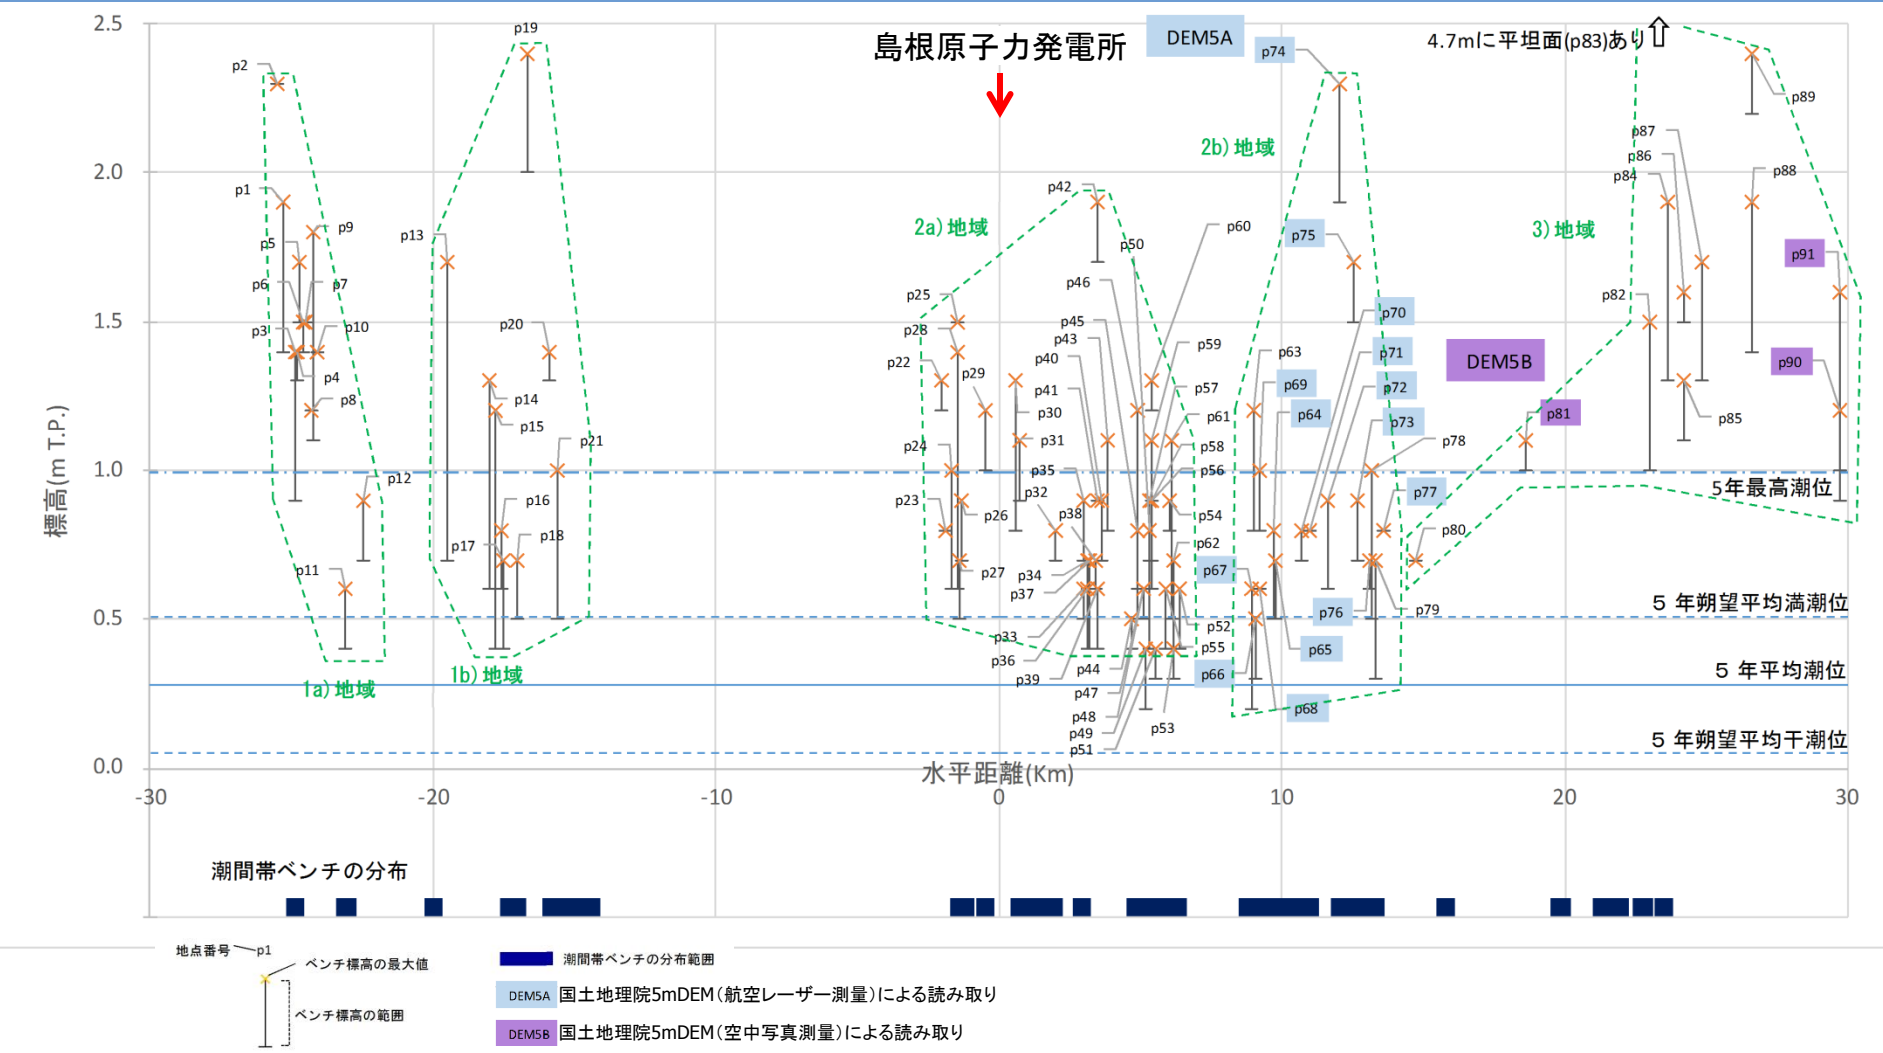 島根原子力発電所
DEM5A
4.7mに平坦面(p83)あり
2.5
2.0
1.5
1.0
0.5
0.0
標高(m T.P.)
水平距離(Km)
-30
-20
-10
0
10
20
30
p2
p1
p9
p5
p6
p7
p3
p10
p4
p8
p12
p11
1a)地域
p19
p13
p20
p14
p15
p21
p16
p17
p18
1b)地域
2a)地域
p42
p50
p60
p25
p46
p28
p45
p43
p59
p22
p29
p40
p41
p57
p30
p61
p24
p31
p58
p35
p56
p23
p32
p26
p38
p54
p62
p27
p34
p37
p33
p52
p36
p55
p44
p39
p47
p48
p53
p49
p51
2b)地域
p74
p75
p70
p63
p71
p69
p72
p64
p73
p78
p77
p80
p67
p76
p79
p65
p66
p68
DEM5B
p81
3)地域
p89
p87
p86
p84
p88
p82
p91
p90
p85
5年最高潮位
5 年朔望平均満潮位
5 年平均潮位
5 年朔望平均干潮位
潮間帯ベンチの分布
地点番号
p1
ベンチ標高の最大値
ベンチ標高の範囲
潮間帯ベンチの分布範囲
DEM5A 国土地理院5mDEM(航空レーザー測量)による読み取り
DEM5B 国土地理院5mDEM(空中写真測量)による読み取り